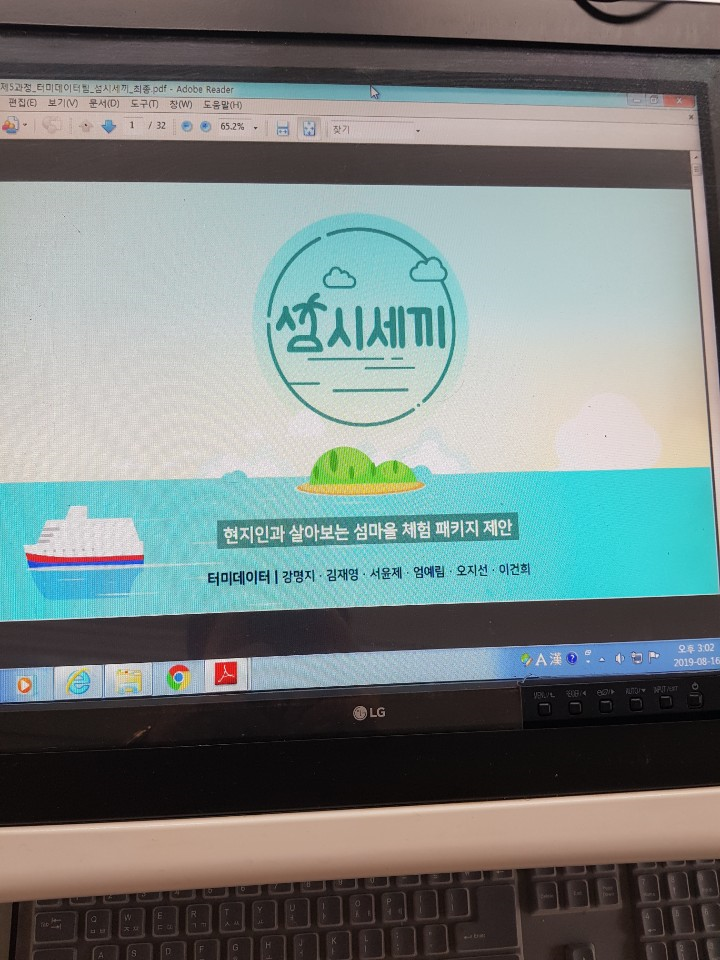 제5과정_터미데이터팀_섬시세끼_최종.pdf - Adobe Reader
편집(E) 보기(V) 문서(D) 도구(T) 창(W) 도움말(H)
1 / 32 65.2% 찾기
섬시세끼
현지인과 살아보는 섬마을 체험 패키지 제안
터미데이터 | 강명지 · 김재영 · 서윤제 · 엄예림 · 오지선 · 이건희
A 漢 ?
오후 3:02
2019-08-16
LG
Tab Q W E R T Y U I O P
A S D F G H J K L